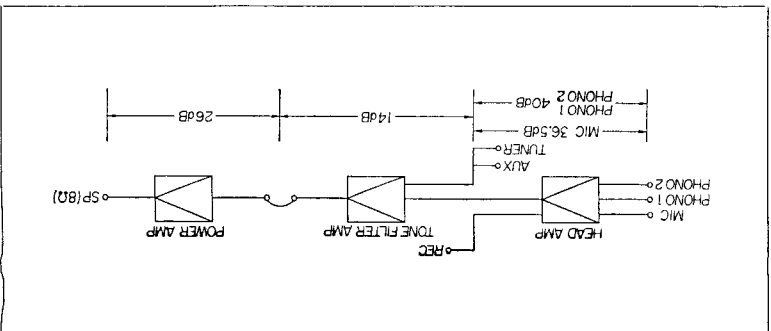 REC
HEAD AMP
TONE FILTER AMP
POWER AMP
MIC
PHONO 1
PHONO 2
SP(8Ω)
AUX
TUNER
MIC 36.5dB
PHONO 1
PHONO 2 40dB
14dB
26dB